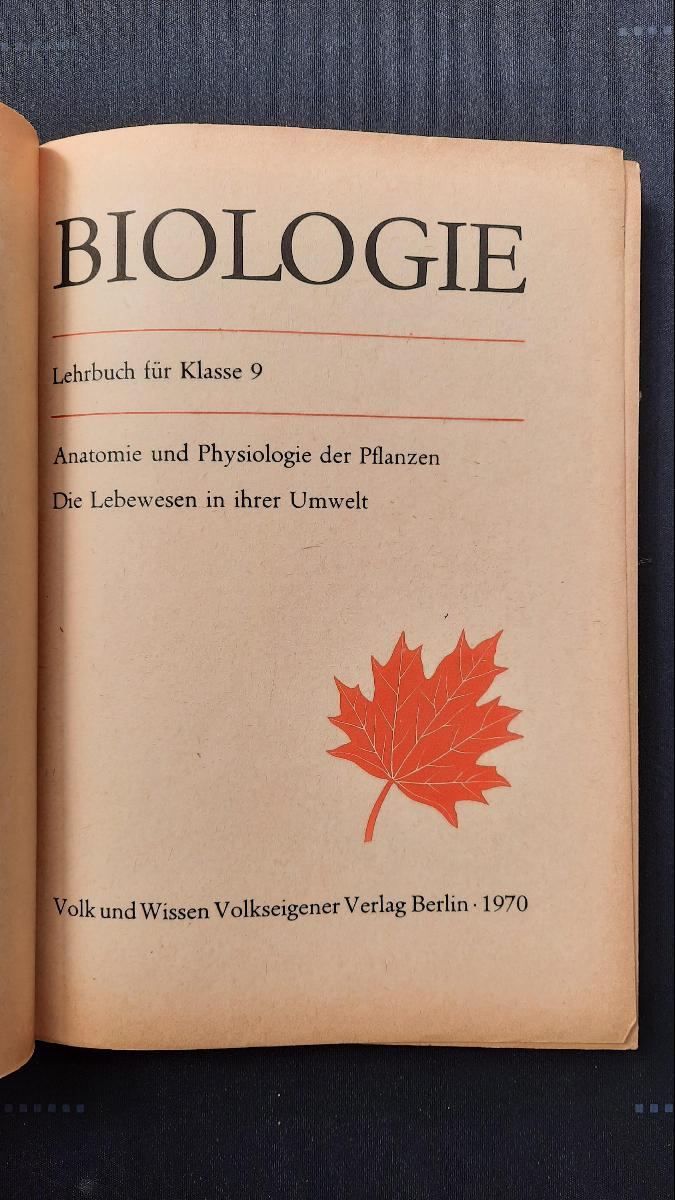 BIOLOGIE
Lehrbuch für Klasse 9
Anatomie und Physiologie der Pflanzen
Die Lebewesen in ihrer Umwelt
Volk und Wissen Volkseigener Verlag Berlin · 1970